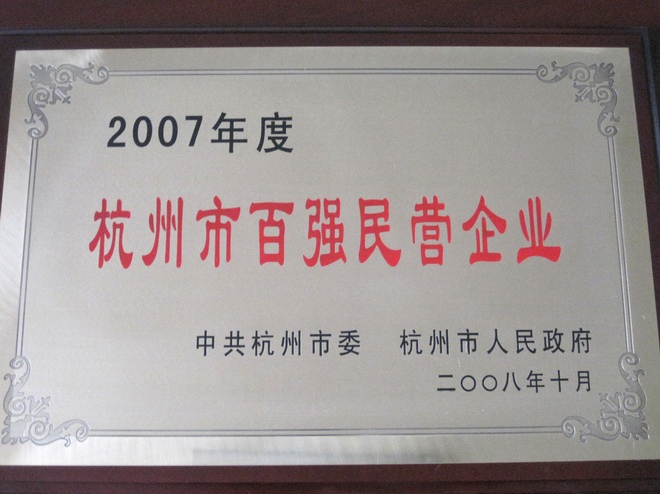 2007年度
杭州市百强民营企业
中共杭州市委 杭州市人民政府
二〇〇八年十月